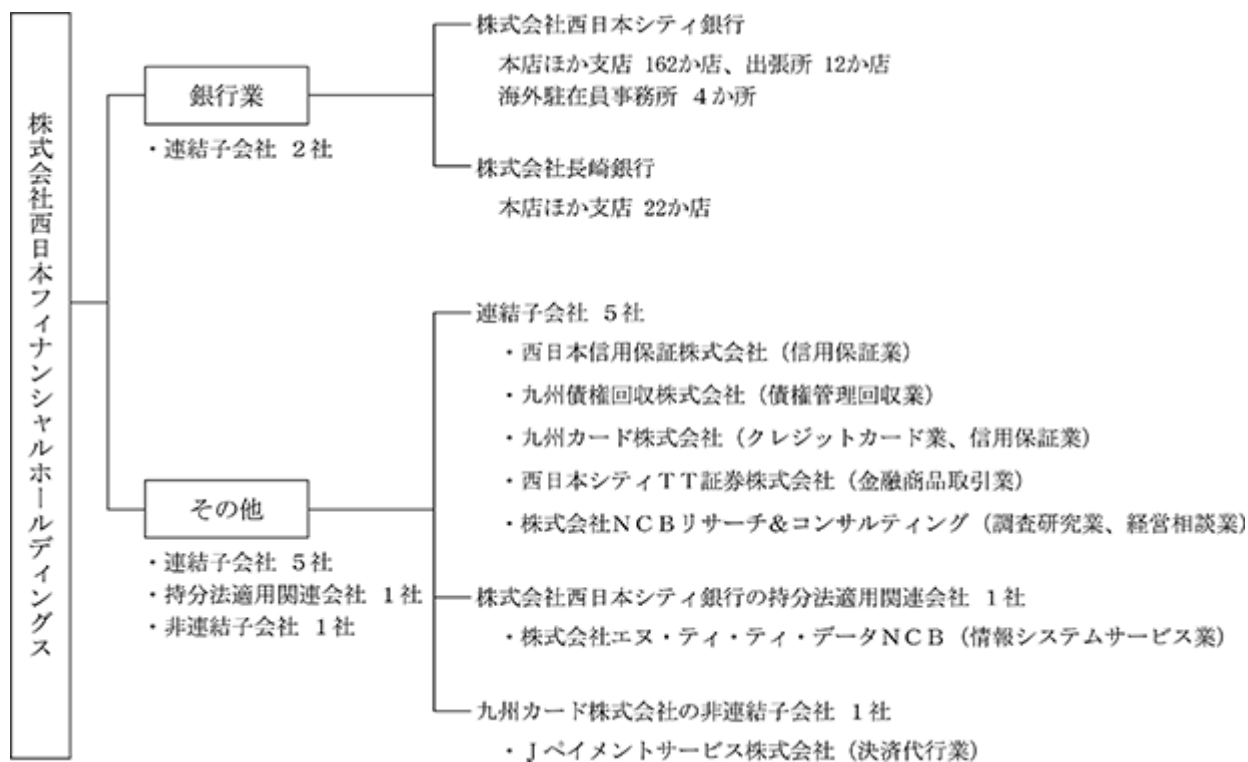 株式会社西日本フィナンシャルホールディングス
銀行業
・連結子会社 2社
株式会社西日本シティ銀行
本店ほか支店 162か店、出張所 12か店
海外駐在員事務所 4か所
株式会社長崎銀行
本店ほか支店 22か店
その他
・連結子会社 5社
・持分法適用関連会社 1社
・非連結子会社 1社
連結子会社 5社
・西日本信用保証株式会社（信用保証業）
・九州債権回収株式会社（債権管理回収業）
・九州カード株式会社（クレジットカード業、信用保証業）
・西日本シティＴＴ証券株式会社（金融商品取引業）
・株式会社ＮＣＢリサーチ＆コンサルティング（調査研究業、経営相談業）
株式会社西日本シティ銀行の持分法適用関連会社 1社
・株式会社エヌ・ティ・ティ・データＮＣＢ（情報システムサービス業）
九州カード株式会社の非連結子会社 1社
・Ｊペイメントサービス株式会社（決済代行業）